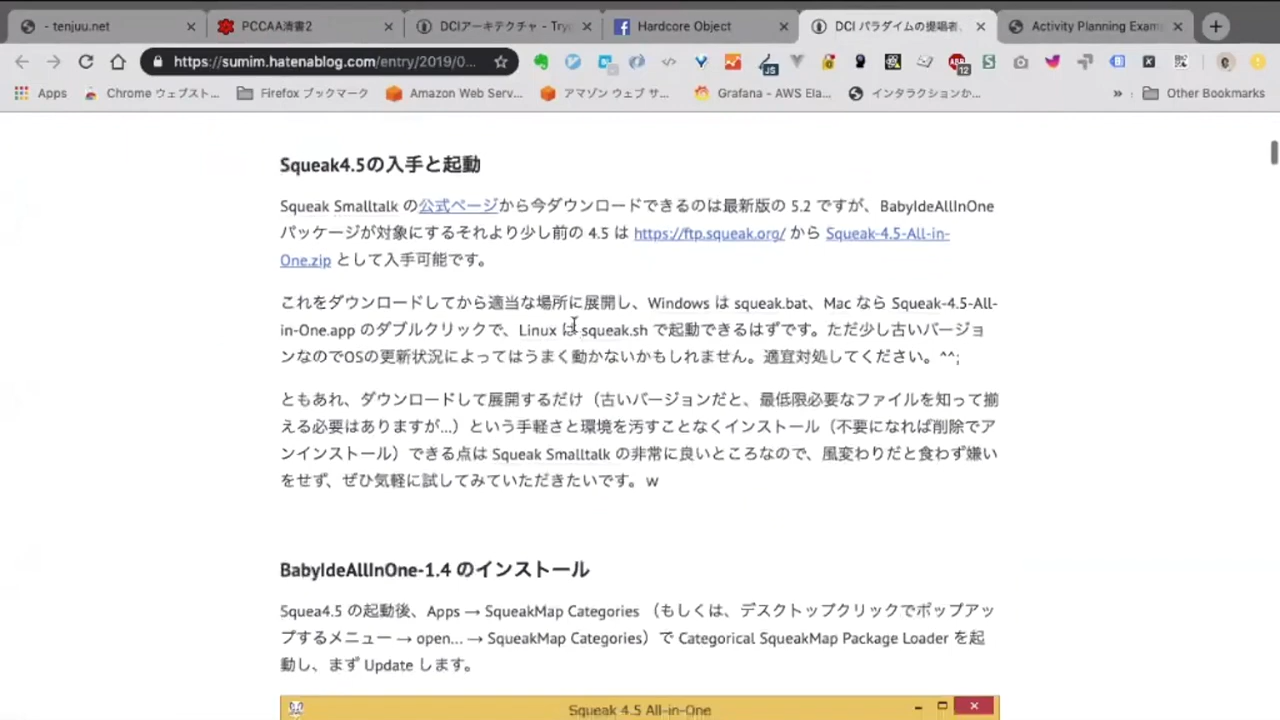 - tenjuu.net
PCCAA清書2
DCIアーキテクチャ - Try
Hardcore Object
DCI パラダイムの提唱者、
Activity Planning Exam
https://sumim.hatenablog.com/entry/2019/0...
Apps
Chrome ウェブスト...
Firefox ブックマーク
Amazon Web Serv...
アマゾン ウェブ サ...
Grafana - AWS Ela...
インタラクションか...
» Other Bookmarks
Squeak4.5の入手と起動
Squeak Smalltalk の公式ページから今ダウンロードできるのは最新版の 5.2 ですが、BabyIdeAllInOne
パッケージが対象にするそれより少し前の 4.5 は https://ftp.squeak.org/ から Squeak-4.5-All-in-
One.zip として入手可能です。
これをダウンロードしてから適当な場所に展開し、Windows は squeak.bat、Mac なら Squeak-4.5-All-
in-One.app のダブルクリックで、Linux は squeak.sh で起動できるはずです。ただ少し古いバージョ
ンなのでOSの更新状況によってはうまく動かないかもしれません。適宜対処してください。^^;
ともあれ、ダウンロードして展開するだけ（古いバージョンだと、最低限必要なファイルを知って揃
える必要はありますが…）という手軽さと環境を汚すことなくインストール（不要になれば削除でア
ンインストール）できる点は Squeak Smalltalk の非常に良いところなので、風変わりだと食わず嫌い
をせず、ぜひ気軽に試してみていただきたいです。w
BabyIdeAllInOne-1.4 のインストール
Squea4.5 の起動後、Apps → SqueakMap Categories （もしくは、デスクトップクリックでポップアッ
プするメニュー → open... → SqueakMap Categories）で Categorical SqueakMap Package Loader を起
動し、まず Update します。
Squeak 4.5 All-in-One